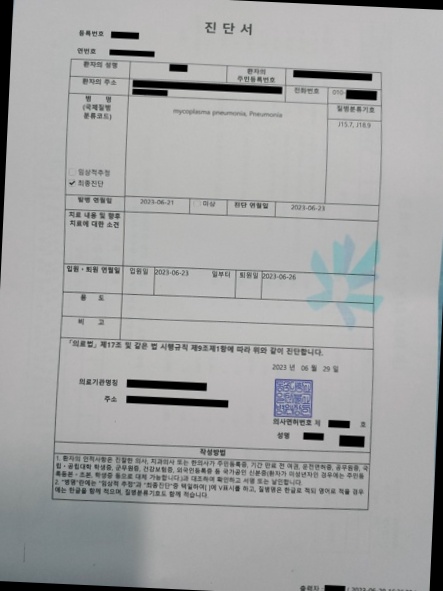 진 단 서
등록번호
연번호
환자의 성명
환자의
주민등록번호
환자의 주소
전화번호
010-
병 명
(국제질병
분류코드)
mycoplasma pneumonia, Pneumonia
질병분류기호
J15.7, J18.9
임상적추정
✓ 최종진단
발병 연월일 2023-06-21 미상 진단 연월일 2023-06-23
치료 내용 및 향후
치료에 대한 소견
입원·퇴원 연월일 입원일 2023-06-23 일부터 퇴원일 2023-06-26
용 도
비 고
「의료법」 제17조 및 같은 법 시행규칙 제9조제1항에 따라 위와 같이 진단합니다.
2023 년 06 월 29 일
의료기관명칭
주소
의사면허번호 제 호
성명
작성방법
1. 환자의 인적사항은 진찰한 의사, 치과의사 또는 한의사가 주민등록증, 기간 만료 전 여권, 운전면허증, 공무원증, 국
립·공립대학 학생증, 군무원증, 건강보험증, 외국인등록증 등 국가공인 신분증(환자가 미성년자인 경우에는 주민등
록등본·초본, 학생증 등으로 대체 가능합니다)과 대조하여 확인하고 서명 또는 날인합니다.
2. "병명"란에는 "임상적 추정"과 "최종진단"중 택일하여[ ]에 V표시를 하고, 질병명은 한글로 적되 영어로 적을 경우
에는 한글을 함께 적으며, 질병분류기호도 함께 적습니다.
출력자 :